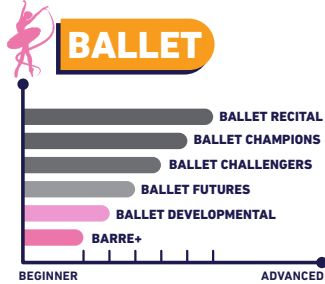 BALLET
BALLET RECITAL
BALLET CHAMPIONS
BALLET CHALLENGERS
BALLET FUTURES
BALLET DEVELOPMENTAL
BARRE+
BEGINNER ADVANCED